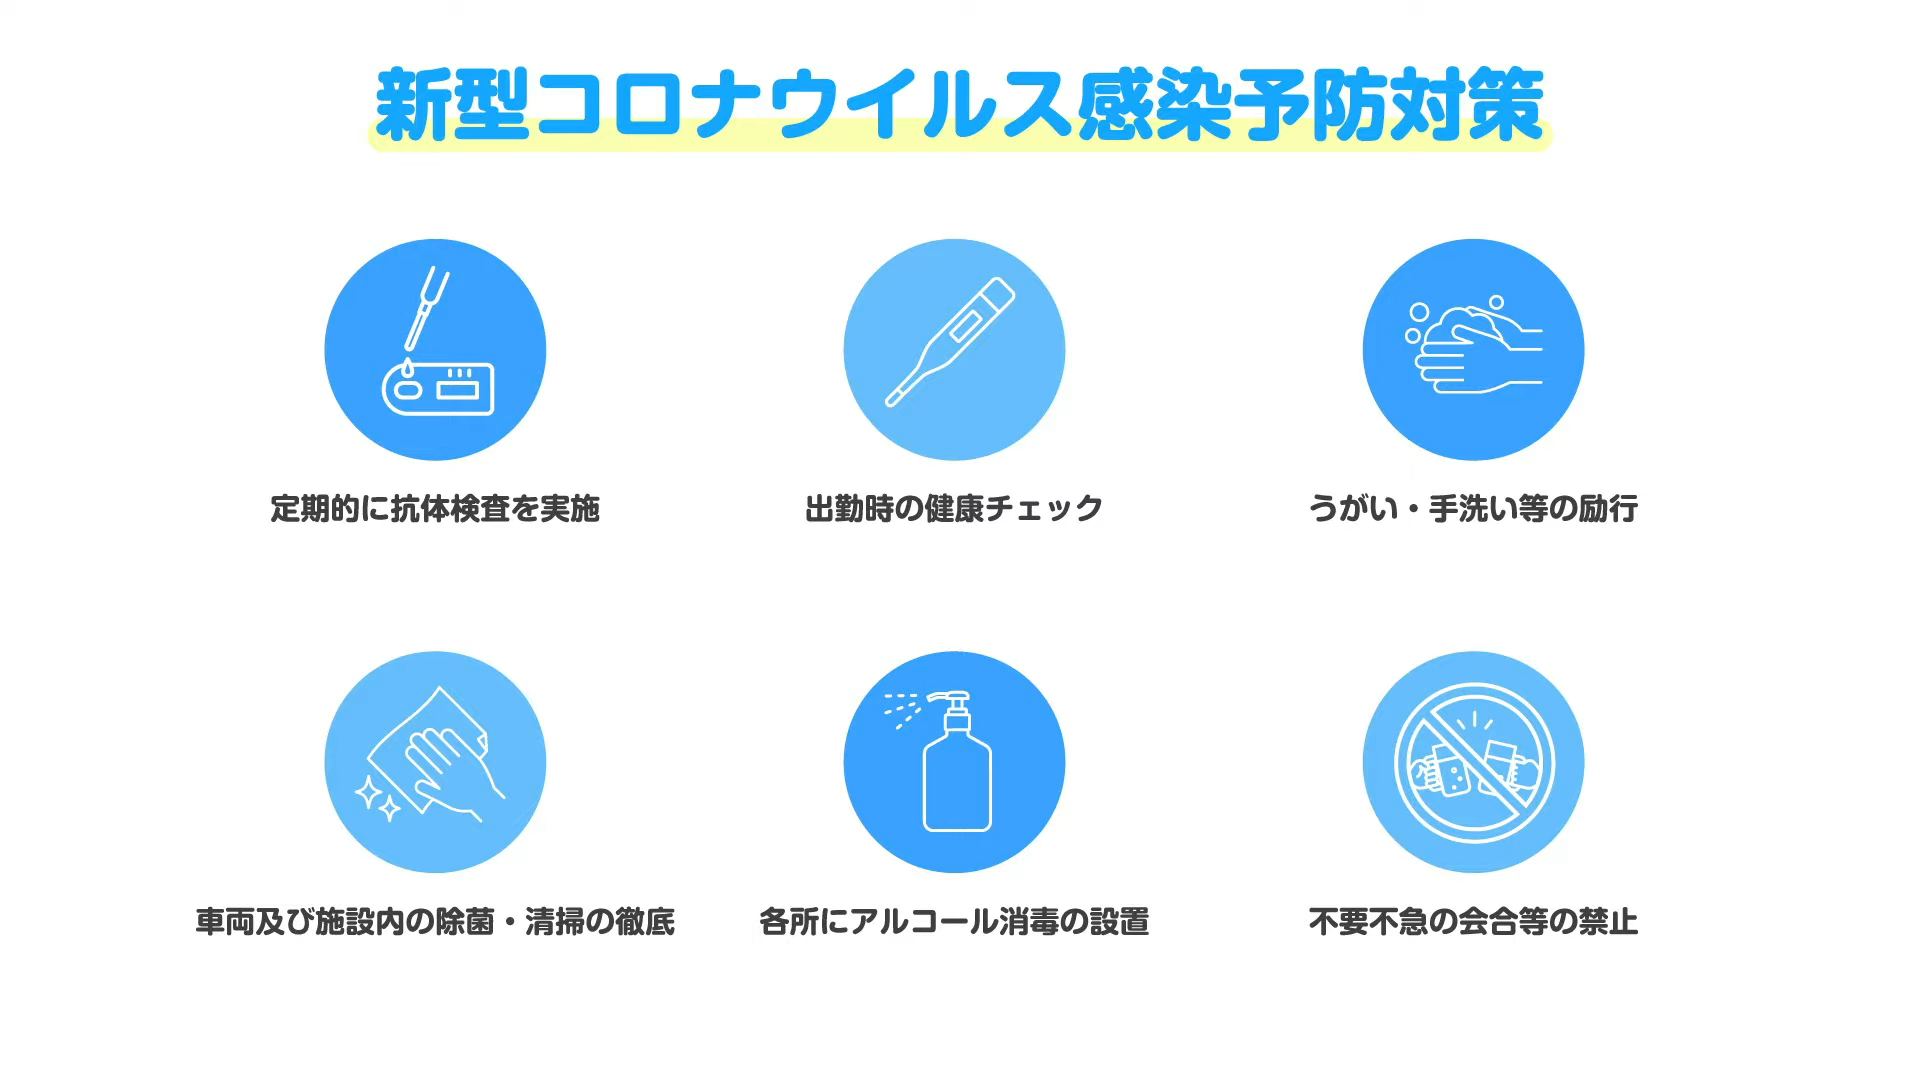 新型コロナウイルス感染予防対策
定期的に抗体検査を実施
出勤時の健康チェック
うがい・手洗い等の励行
車両及び施設内の除菌・清掃の徹底
各所にアルコール消毒の設置
不要不急の会合等の禁止